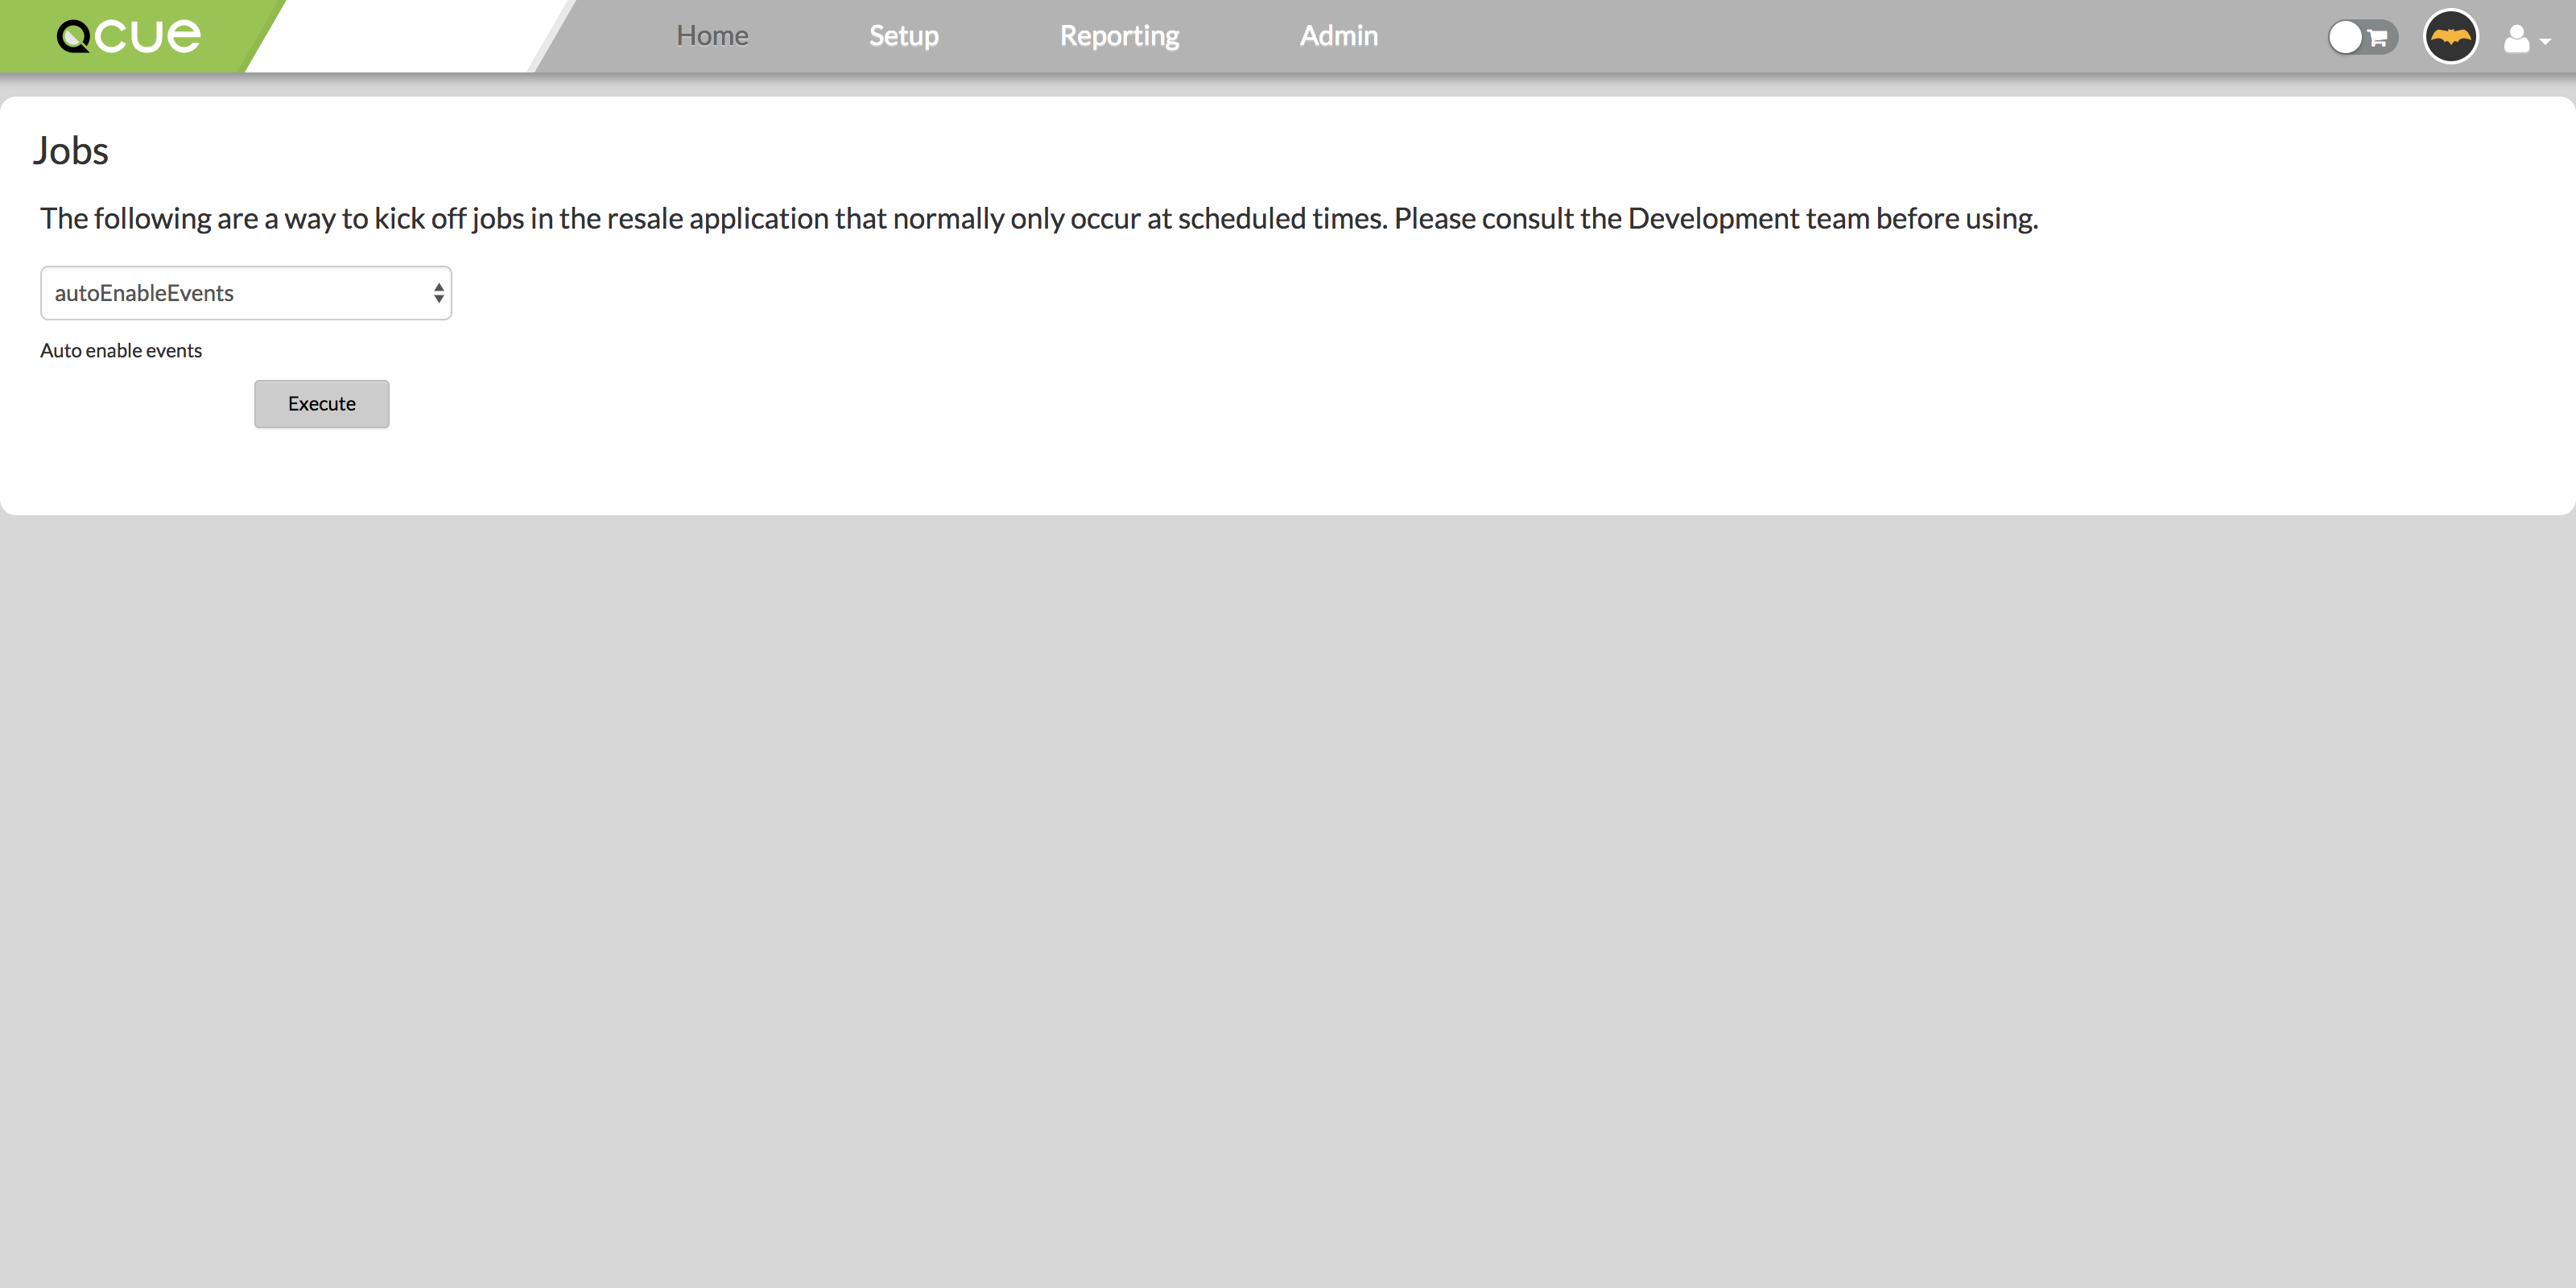 Qcue
Home
Setup
Reporting
Admin
Jobs
The following are a way to kick off jobs in the resale application that normally only occur at scheduled times. Please consult the Development team before using.
autoEnableEvents
Auto enable events
Execute